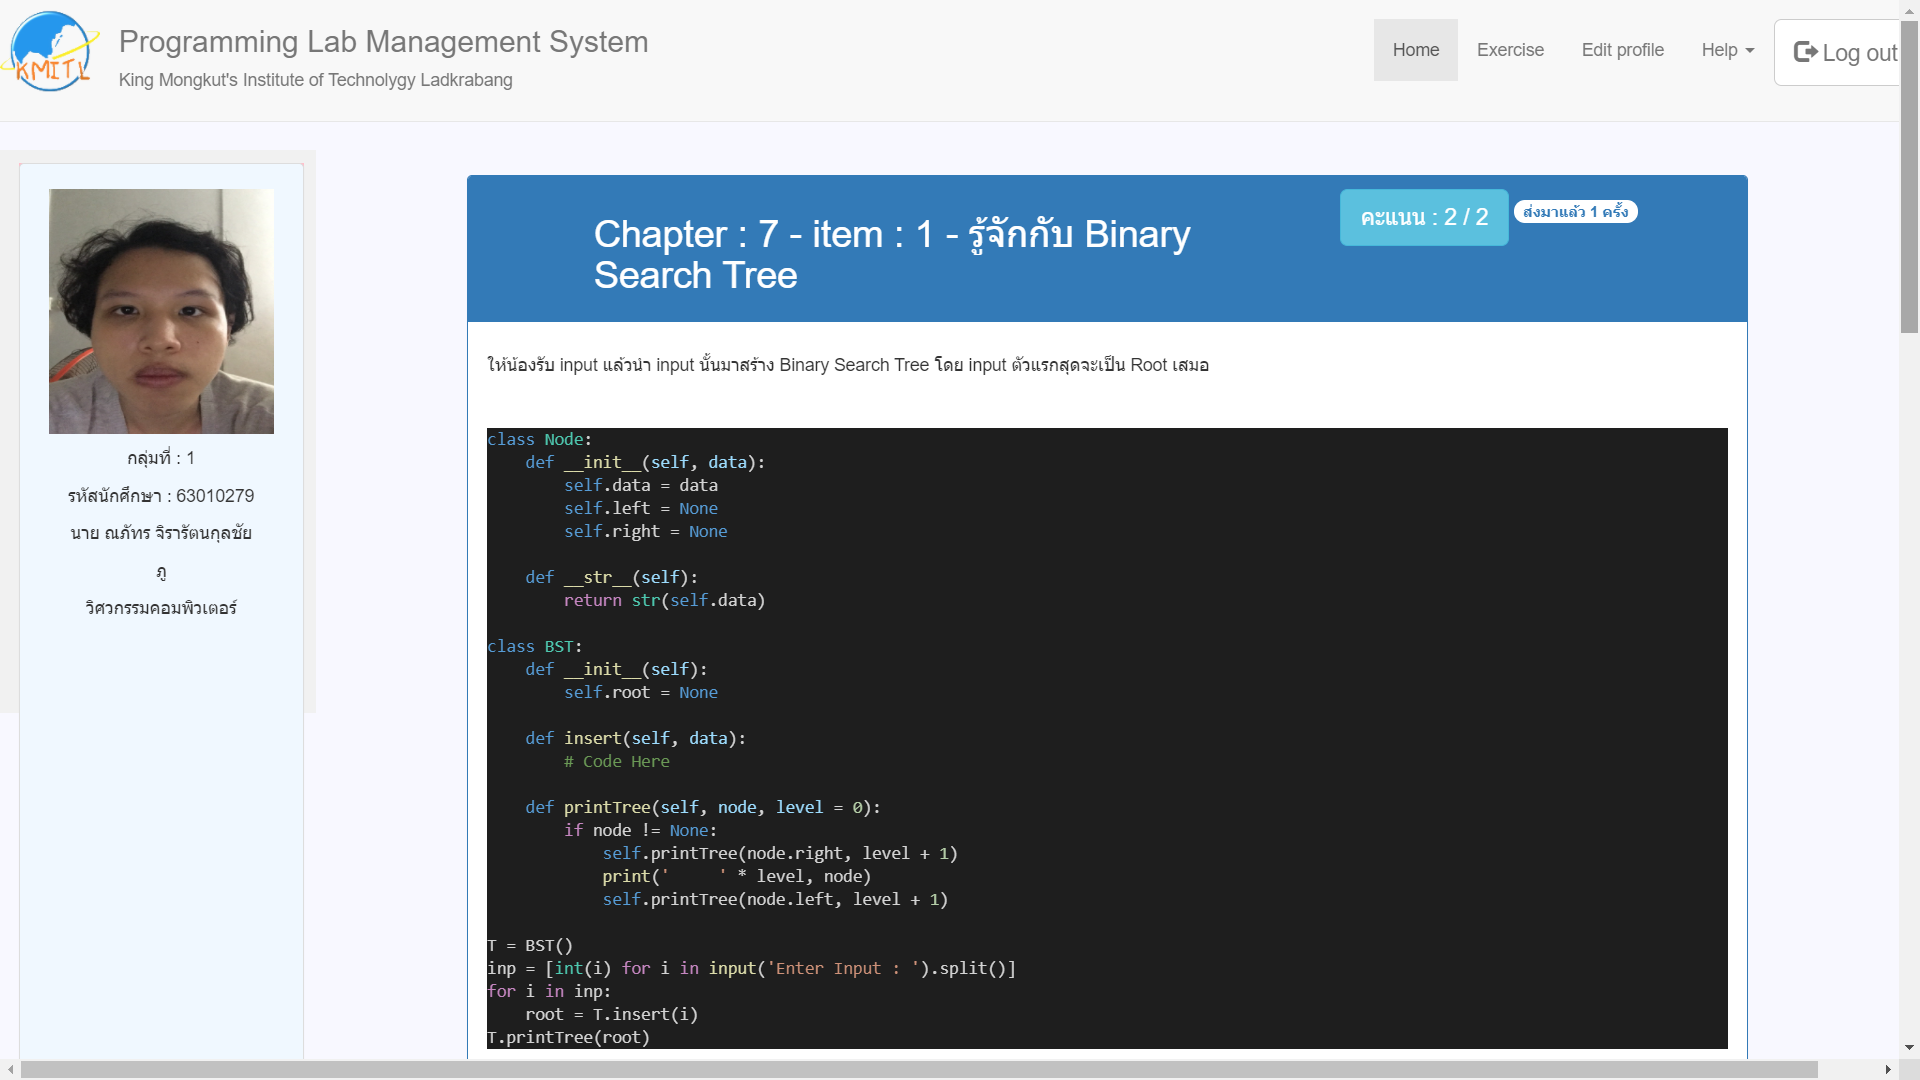 KMITL
Programming Lab Management System
King Mongkut's Institute of Technolygy Ladkrabang
Home
Exercise
Edit profile
Help
Log out
กลุ่มที่ : 1
รหัสนักศึกษา : 63010279
นาย ณภัทร จิรารัตนกุลชัย
ภู
วิศวกรรมคอมพิวเตอร์
Chapter : 7 - item : 1 - รู้จักกับ Binary
Search Tree
คะแนน : 2 / 2
ส่งมาแล้ว 1 ครั้ง
ให้น้องรับ input แล้วนำ input นั้นมาสร้าง Binary Search Tree โดย input ตัวแรกสุดจะเป็น Root เสมอ
class Node:
    def __init__(self, data):
        self.data = data
        self.left = None
        self.right = None
    def __str__(self):
        return str(self.data)
class BST:
    def __init__(self):
        self.root = None
    def insert(self, data):
        # Code Here
    def printTree(self, node, level = 0):
        if node != None:
            self.printTree(node.right, level + 1)
            print('     ' * level, node)
            self.printTree(node.left, level + 1)
T = BST()
inp = [int(i) for i in input('Enter Input : ').split()]
for i in inp:
    root = T.insert(i)
T.printTree(root)